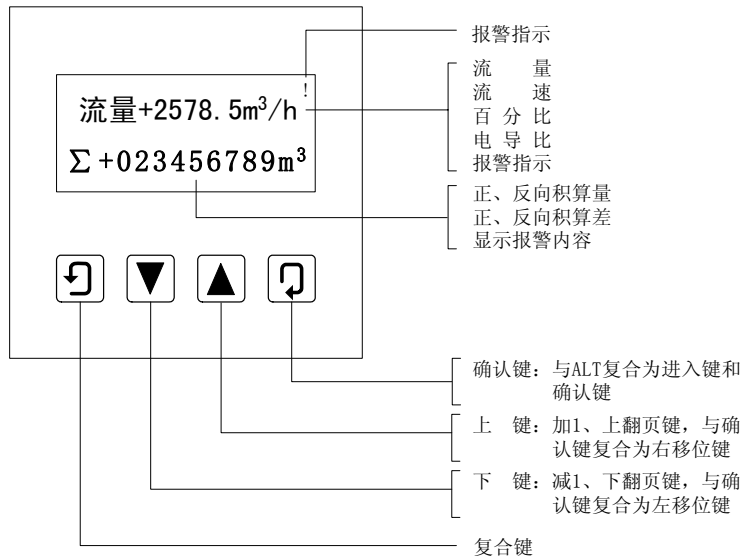 报警指示
!
流量+2578.5m³/h
Σ+023456789m³
流 量
流 速
百 分 比
电 导 比
报警指示
正、反向积算量
正、反向积算差
显示报警内容
确认键：与ALT复合为进入键和
确认键
上 键：加1、上翻页键，与确
认键复合为右移位键
下 键：减1、下翻页键，与确
认键复合为左移位键
复合键